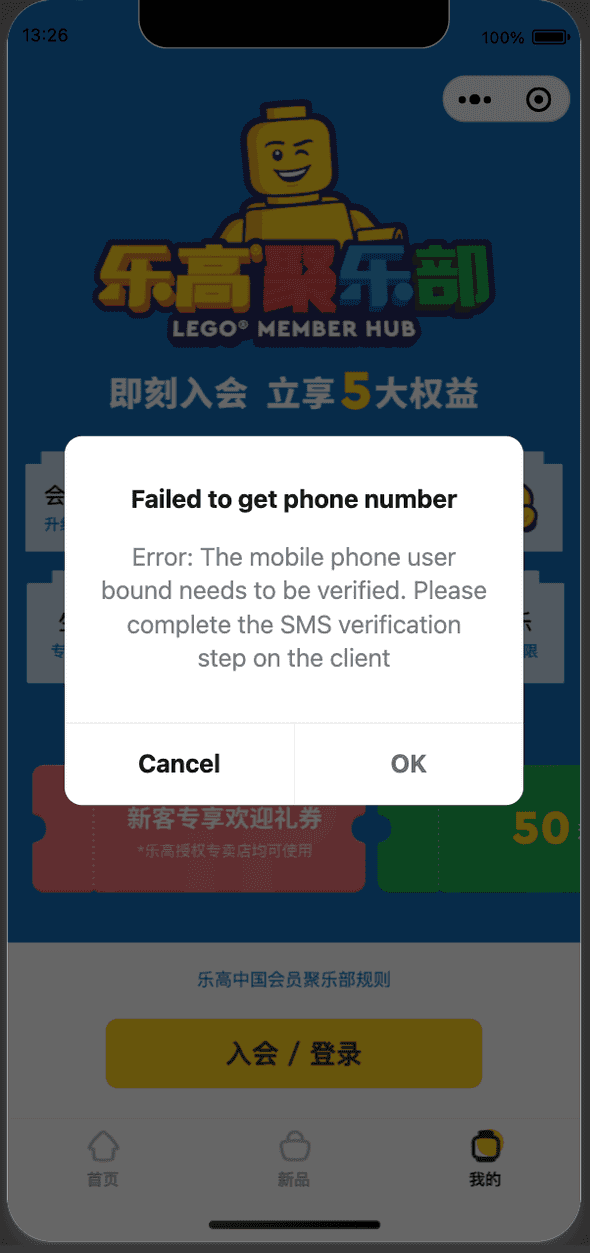 13:26
100%
乐高聚乐部
LEGO® MEMBER HUB
即刻入会 立享5大权益
会
Failed to get phone number
Error: The mobile phone user
bound needs to be verified. Please
complete the SMS verification
step on the client
专
乐
限
Cancel
OK
新客专享欢迎礼券
*乐高授权专卖店均可使用
50
乐高中国会员聚乐部规则
入会 / 登录
首页
新品
我的